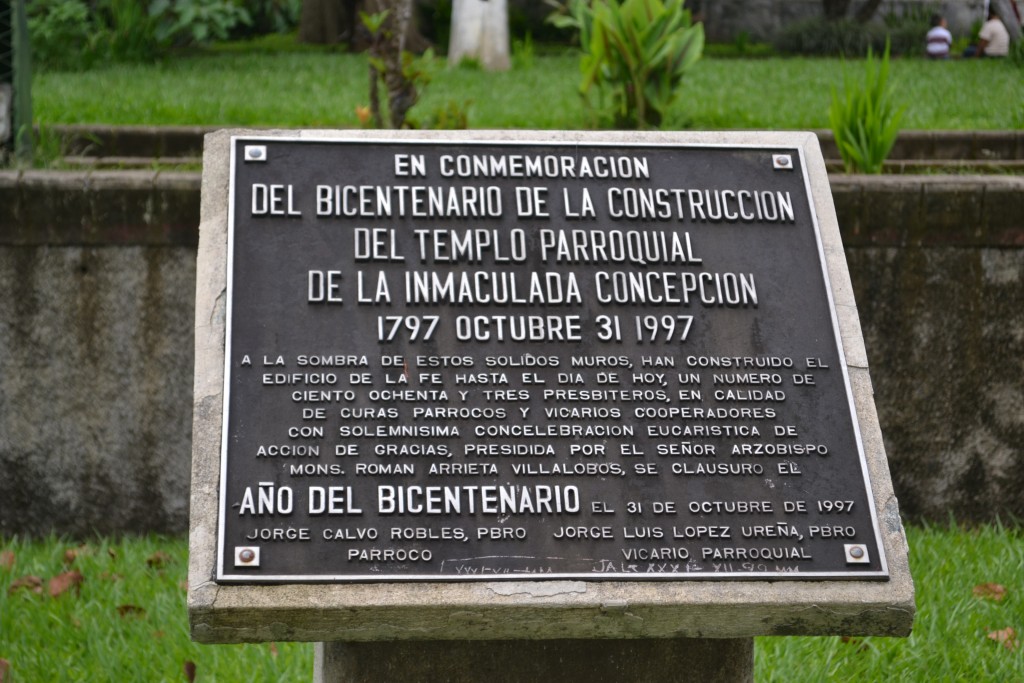 EN CONMEMORACION
DEL BICENTENARIO DE LA CONSTRUCCION
DEL TEMPLO PARROQUIAL
DE LA INMACULADA CONCEPCION
1797 OCTUBRE 31 1997
A LA SOMBRA DE ESTOS SOLIDOS MUROS, HAN CONSTRUIDO EL
EDIFICIO DE LA FE HASTA EL DIA DE HOY, UN NUMERO DE
CIENTO OCHENTA Y TRES PRESBITEROS, EN CALIDAD
DE CURAS PARROCOS Y VICARIOS COOPERADORES
CON SOLEMNISIMA CONCELEBRACION EUCARISTICA DE
ACCION DE GRACIAS, PRESIDIDA POR EL SEÑOR ARZOBISPO
MONS. ROMAN ARRIETA VILLALOBOS, SE CLAUSURO EL
AÑO DEL BICENTENARIO EL 31 DE OCTUBRE DE 1997
JORGE CALVO ROBLES, PBRO JORGE LUIS LOPEZ UREÑA, PBRO
PARROCO VICARIO PARROQUIAL